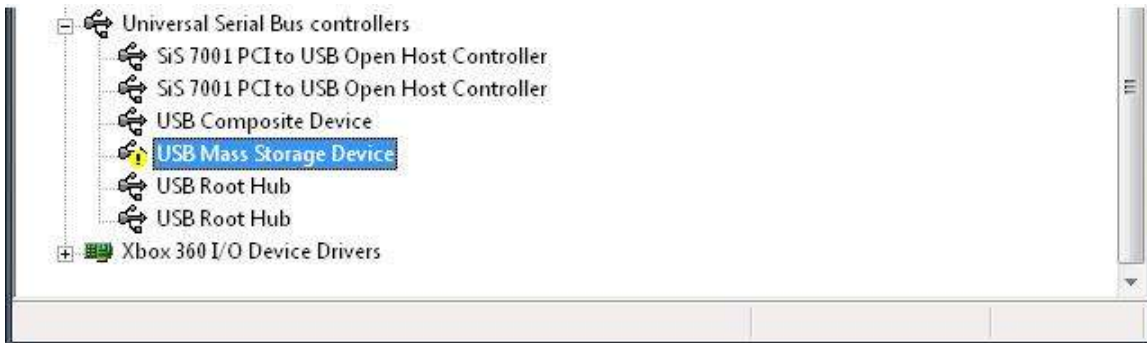 Universal Serial Bus controllers
SiS 7001 PCI to USB Open Host Controller
SiS 7001 PCI to USB Open Host Controller
USB Composite Device
USB Mass Storage Device
USB Root Hub
USB Root Hub
Xbox 360 I/O Device Drivers